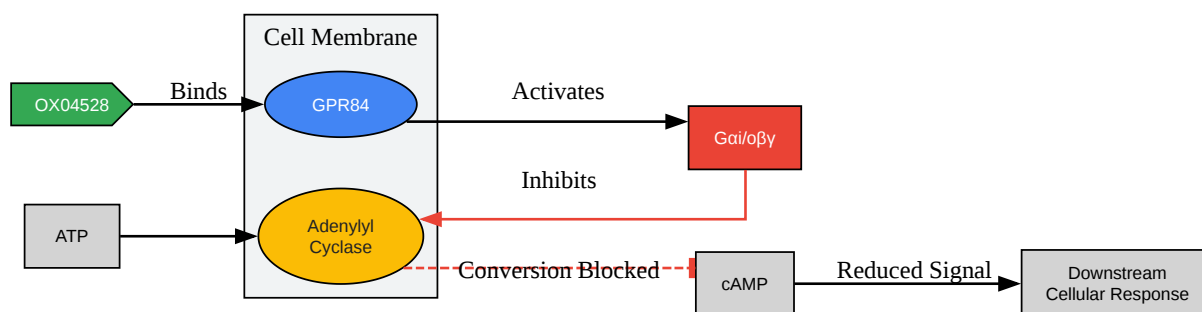 Cell Membrane
OX04528
Binds
GPR84
Activates
Gαi/oβγ
Inhibits
ATP
Adenylyl
Cyclase
Conversion Blocked
cAMP
Reduced Signal
Downstream
Cellular Response